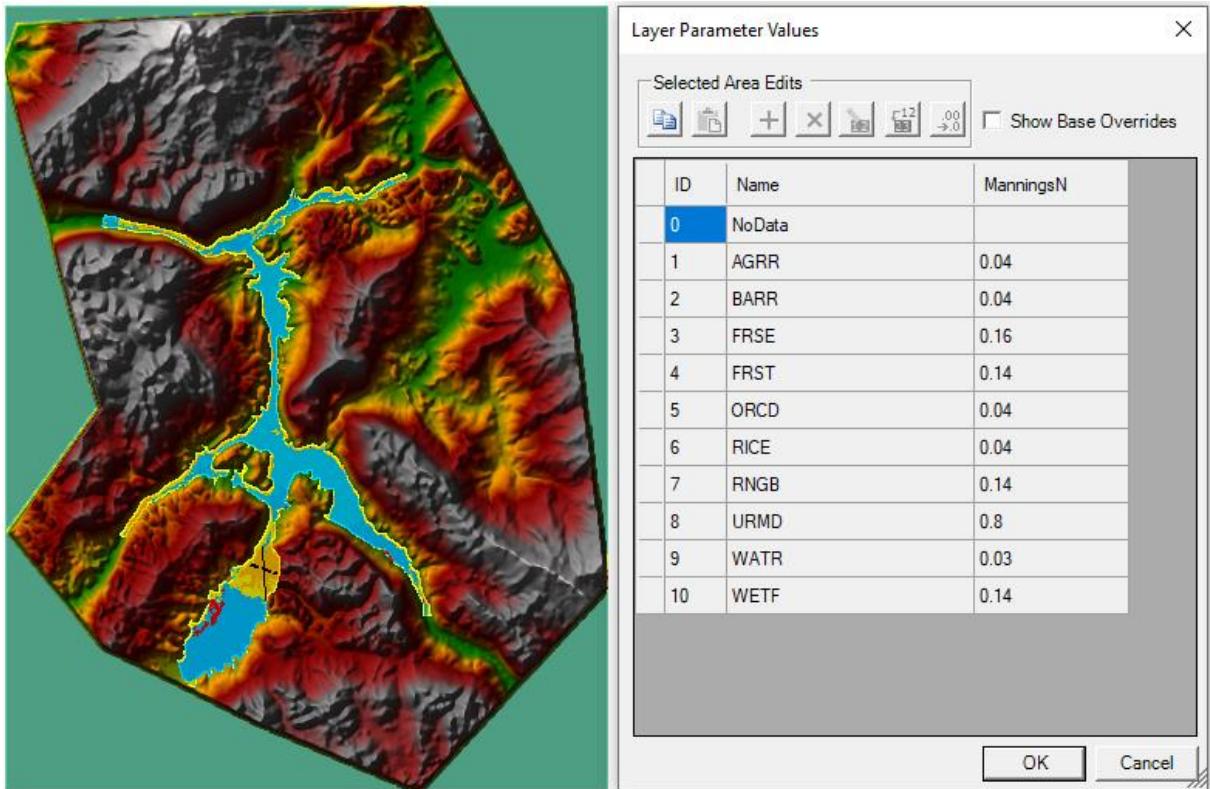 Layer Parameter Values
Selected Area Edits
Show Base Overrides
ID Name ManningsN
0 NoData
1 AGRR 0.04
2 BARR 0.04
3 FRSE 0.16
4 FRST 0.14
5 ORCD 0.04
6 RICE 0.04
7 RNGB 0.14
8 URMD 0.8
9 WATR 0.03
10 WETF 0.14
OK Cancel